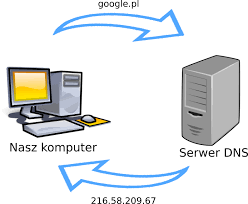 google.pl
Nasz komputer
Serwer DNS
216.58.209.67